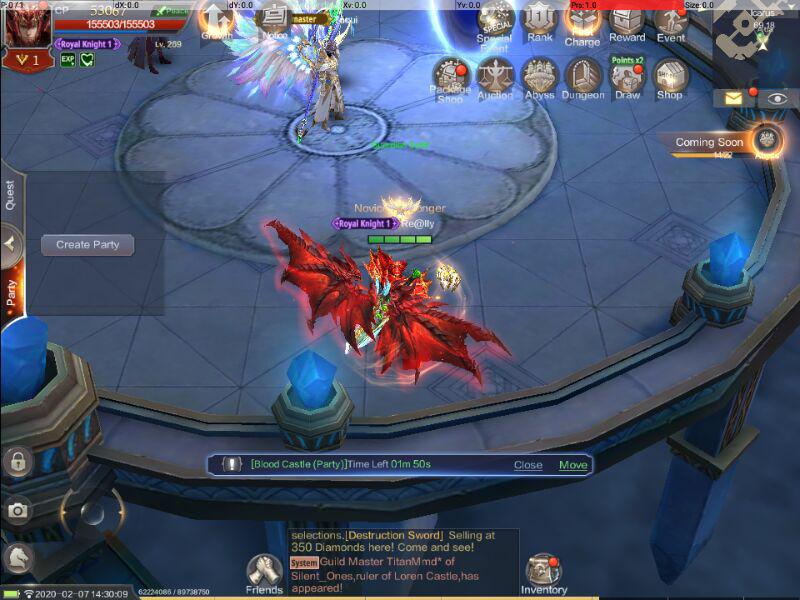 P:0 / 1 dX:0.0 dY:0.0 Xv:0.0 Yv:0.0 Prs:1.0 Size:0.0
CP 53067 Peace
155503/155503
Royal Knight 1 Lv. 269
EXP
1
master
Growth Notice Special Event Rank Charge Reward Event
SPECIAL
Icarus
Points x2
Package Shop Auction Abyss Dungeon Draw Shop
Coming Soon
Quest
Create Party
Party
Royal Knight 1 Re@lly
[Blood Castle (Party)]Time Left 01m 50s Close Move
selections.[Destruction Sword] Selling at
350 Diamonds here! Come and see!
System Guild Master TitanMmd* of
Silent_Ones,ruler of Loren Castle,has
appeared!
Friends
Inventory
2020-02-07 14:30:09 62224086 / 89738750